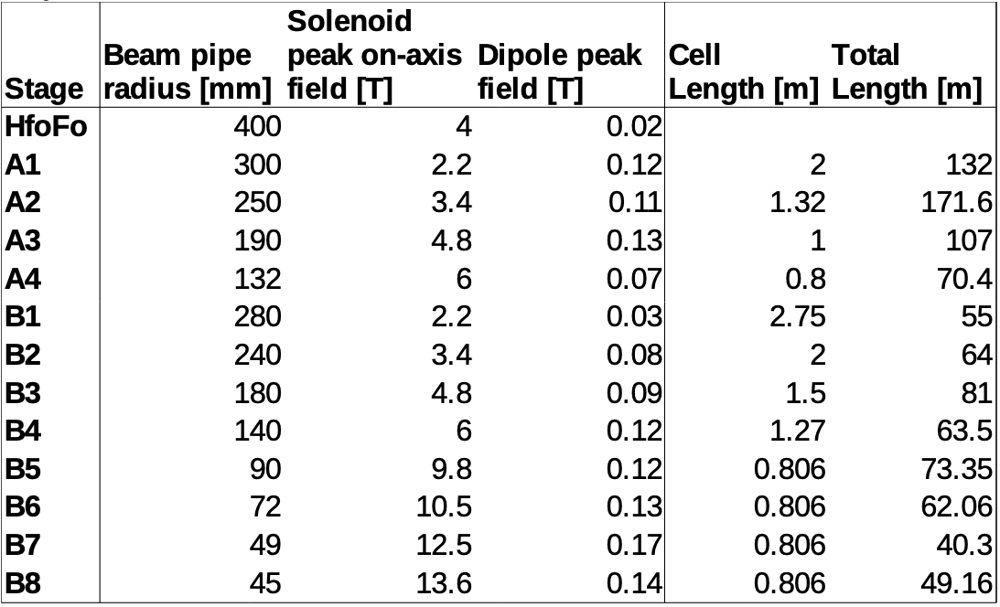 Solenoid
Beam pipe peak on-axis Dipole peak Cell Total
Stage radius [mm] field [T] field [T] Length [m] Length [m]
HfoFo 400 4 0.02
A1 300 2.2 0.12 2 132
A2 250 3.4 0.11 1.32 171.6
A3 190 4.8 0.13 1 107
A4 132 6 0.07 0.8 70.4
B1 280 2.2 0.03 2.75 55
B2 240 3.4 0.08 2 64
B3 180 4.8 0.09 1.5 81
B4 140 6 0.12 1.27 63.5
B5 90 9.8 0.12 0.806 73.35
B6 72 10.5 0.13 0.806 62.06
B7 49 12.5 0.17 0.806 40.3
B8 45 13.6 0.14 0.806 49.16